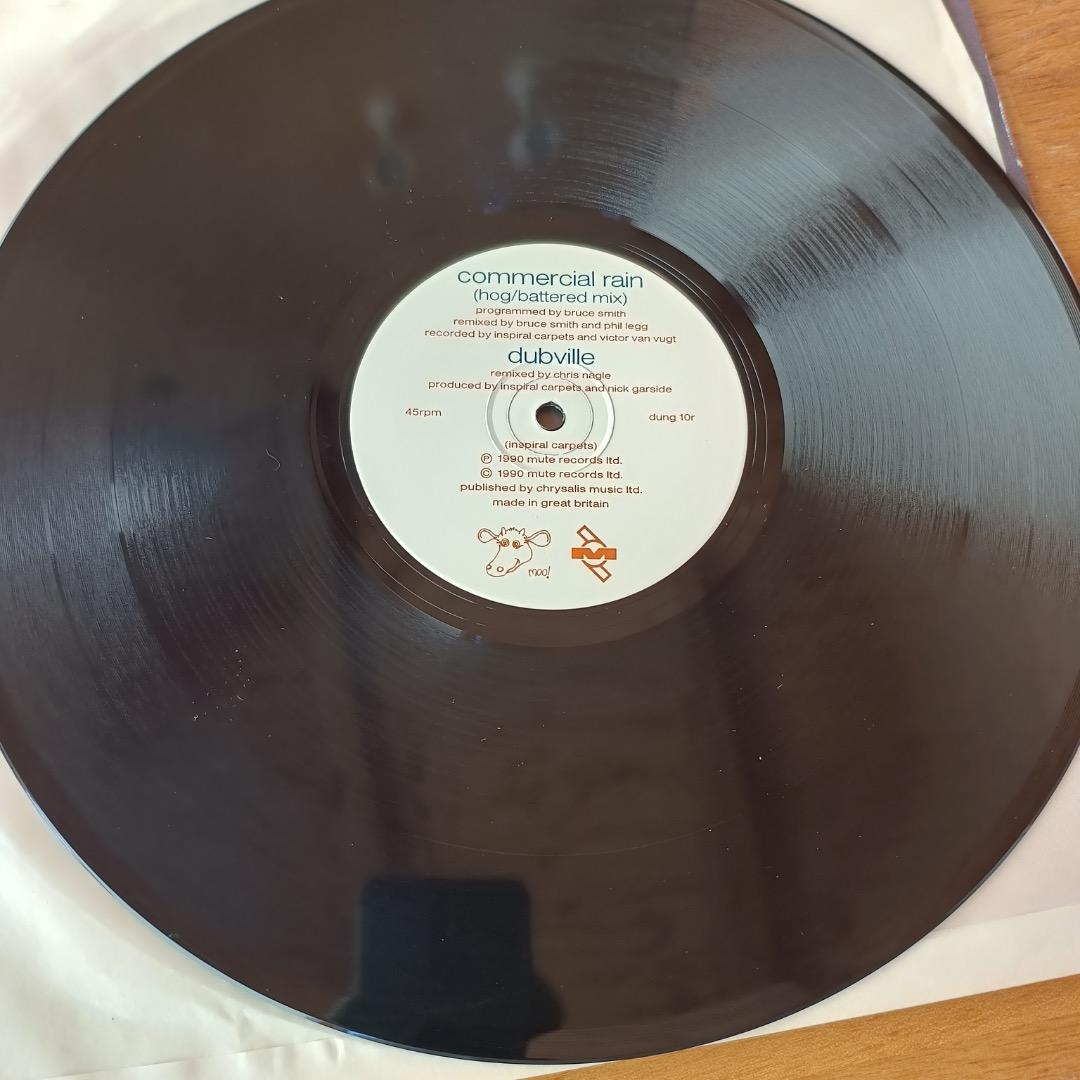 commercial rain
(hog/battered mix)
programmed by bruce smith
remixed by bruce smith and phil legg
recorded by inspiral carpets and victor van vugt
dubville
remixed by chris nagle
produced by inspiral carpets and nick garside
45rpm dung 10r
(inspiral carpets)
Ⓟ 1990 mute records ltd.
© 1990 mute records ltd.
published by chrysalis music ltd.
made in great britain
moo! M